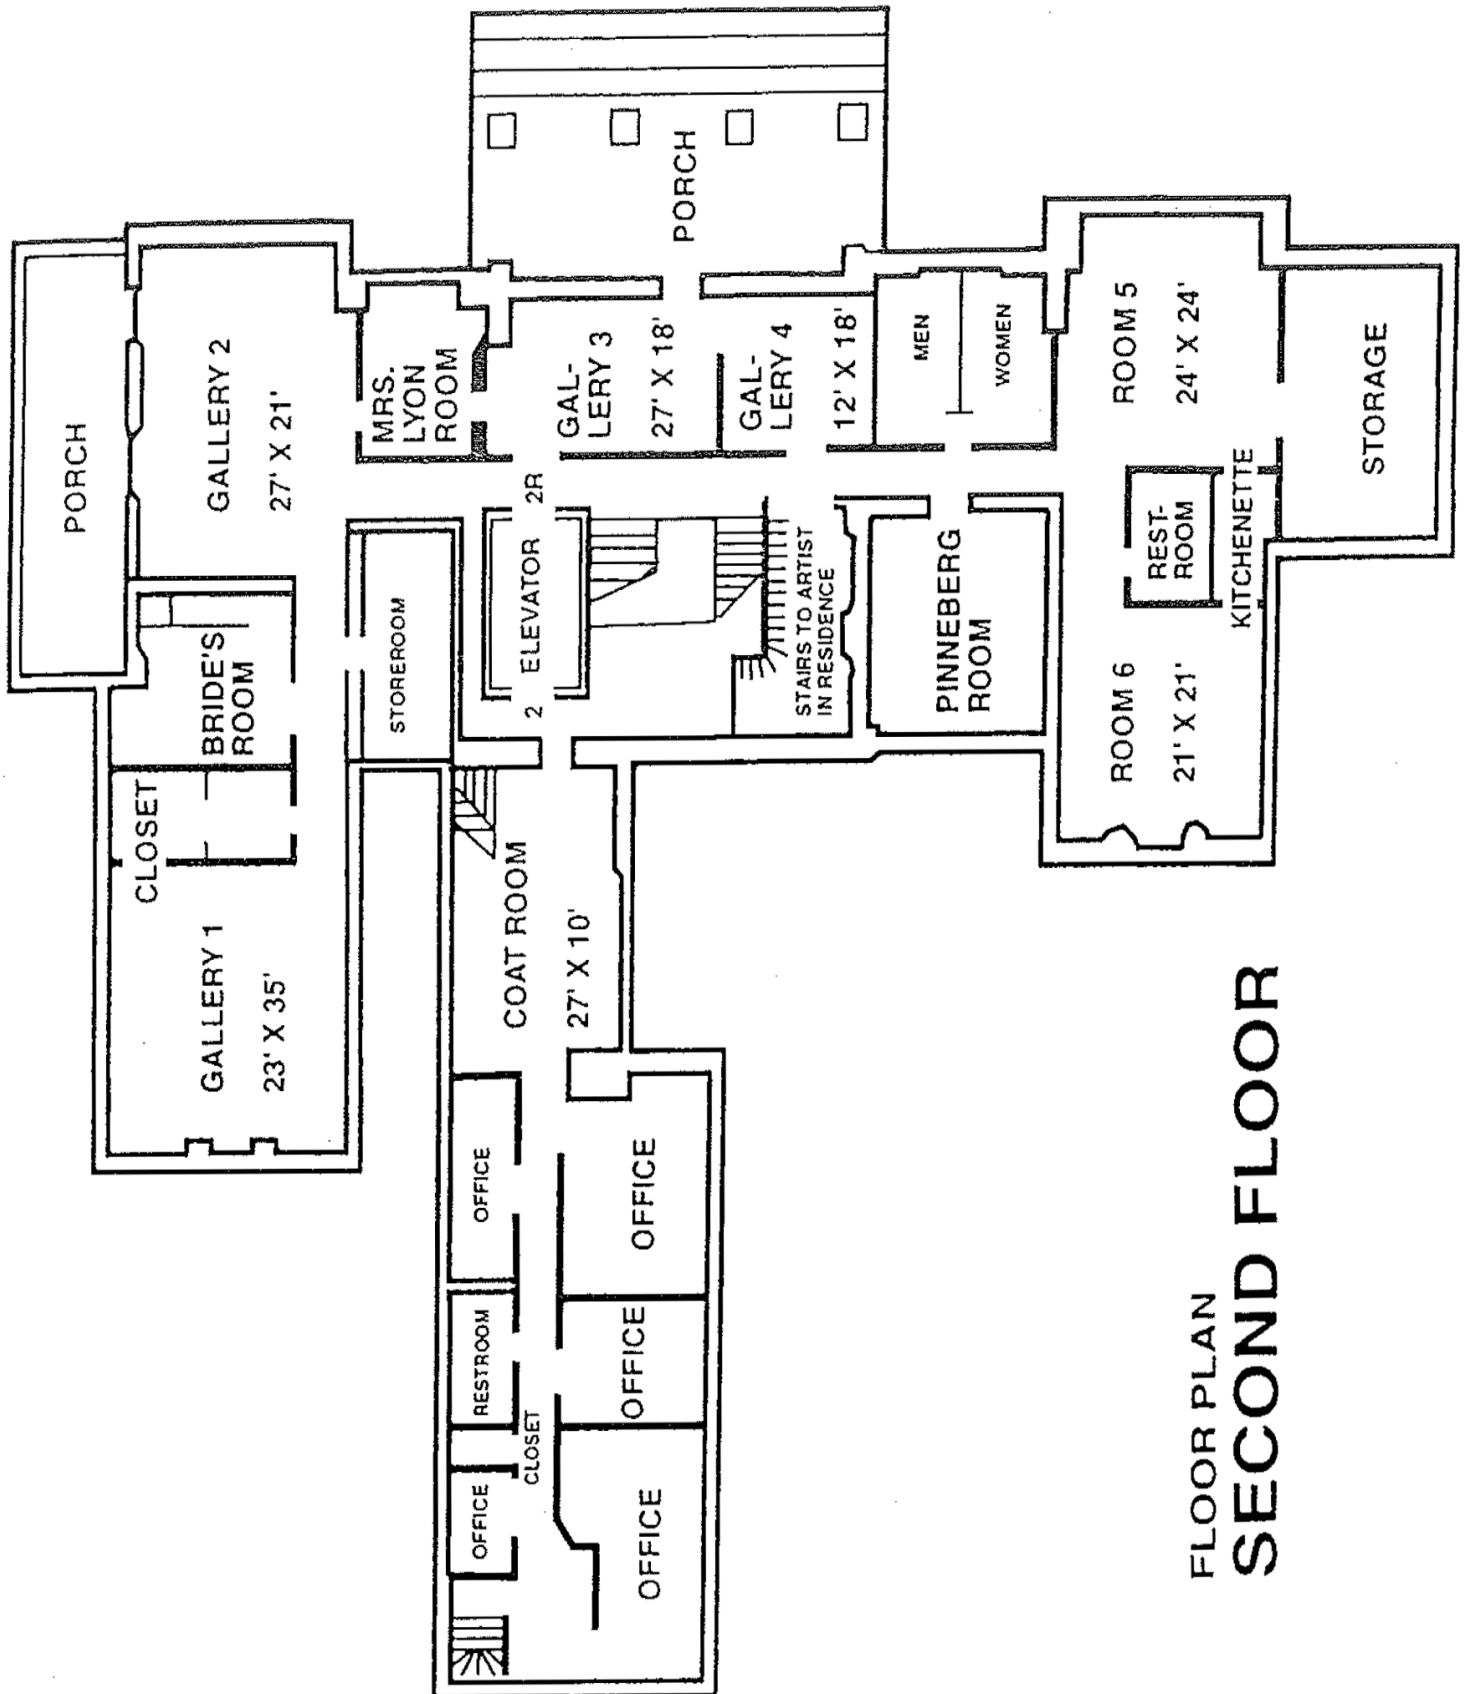 PORCH
GALLERY 2
27' X 21'
MRS.
LYON
ROOM
PORCH
GAL-
LERY 3
27' X 18'
GAL-
LERY 4
12' X 18'
MEN
WOMEN
ROOM 5
24' X 24'
STORAGE
BRIDE'S
ROOM
CLOSET
STOREROOM
2 ELEVATOR 2R
STAIRS TO ARTIST
IN RESIDENCE
PINNEBERG
ROOM
REST-
ROOM
KITCHENETTE
ROOM 6
21' X 21'
GALLERY 1
23' X 35'
COAT ROOM
27' X 10'
OFFICE
OFFICE
RESTROOM
OFFICE
CLOSET
OFFICE
OFFICE
FLOOR PLAN
SECOND FLOOR